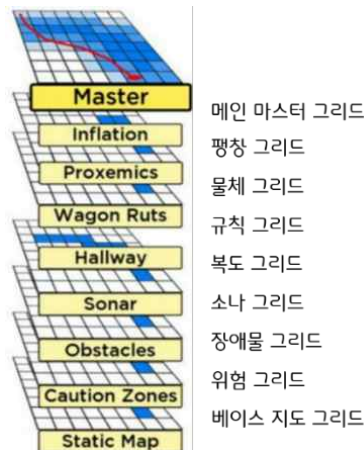 Master
Inflation
Proxemics
Wagon Ruts
Hallway
Sonar
Obstacles
Caution Zones
Static Map
메인 마스터 그리드
팽창 그리드
물체 그리드
규칙 그리드
복도 그리드
소나 그리드
장애물 그리드
위험 그리드
베이스 지도 그리드